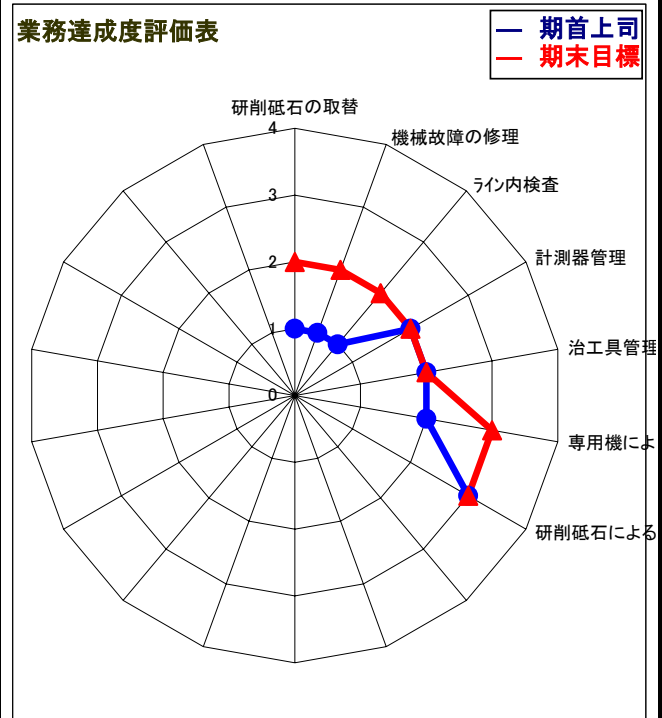 業務達成度評価表
期首上司
期末目標
研削砥石の取替
機械故障の修理
ライン内検査
計測器管理
治工具管理
専用機によ
研削砥石による
4
3
2
1
0